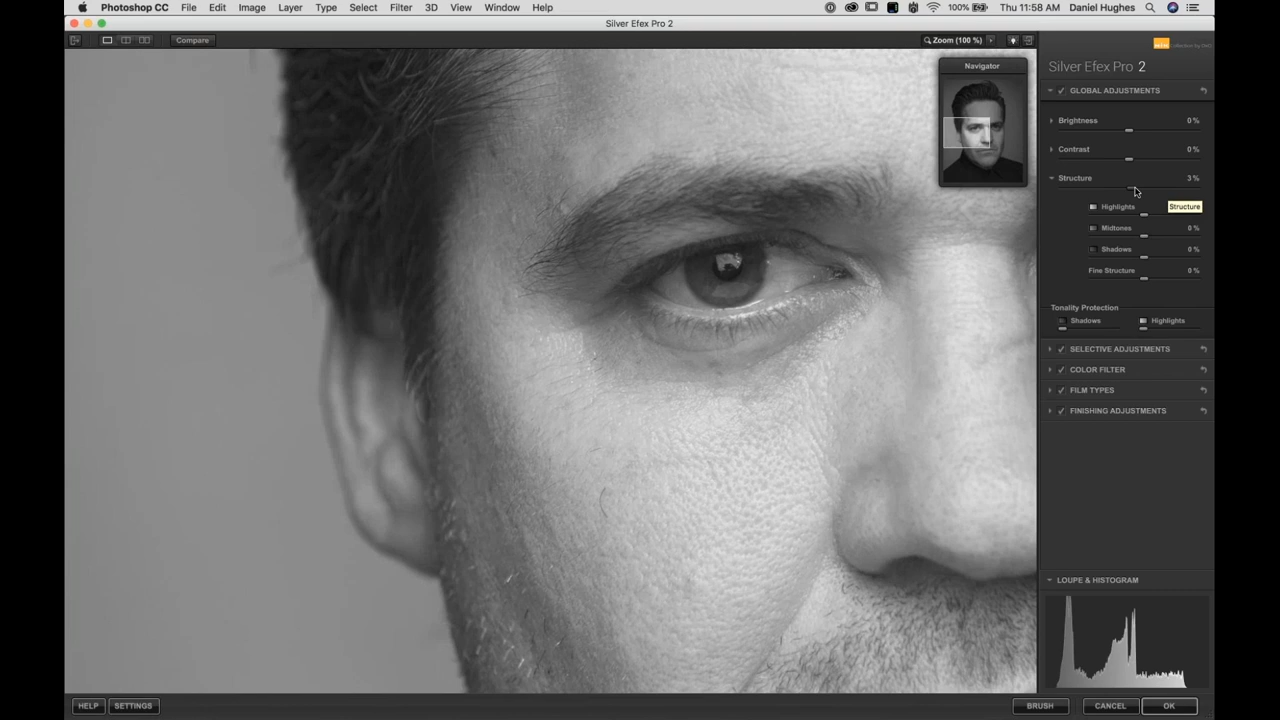 Photoshop CC File Edit Image Layer Type Select Filter 3D View Window Help 100% Thu 11:58 AM Daniel Hughes
Silver Efex Pro 2
Compare Zoom (100 %)
Navigator
Silver Efex Pro 2
GLOBAL ADJUSTMENTS
Brightness 0 %
Contrast 0 %
Structure 3 %
Highlights Structure
Midtones 0 %
Shadows 0 %
Fine Structure 0 %
Tonality Protection
Shadows Highlights
SELECTIVE ADJUSTMENTS
COLOR FILTER
FILM TYPES
FINISHING ADJUSTMENTS
LOUPE & HISTOGRAM
HELP SETTINGS BRUSH CANCEL OK